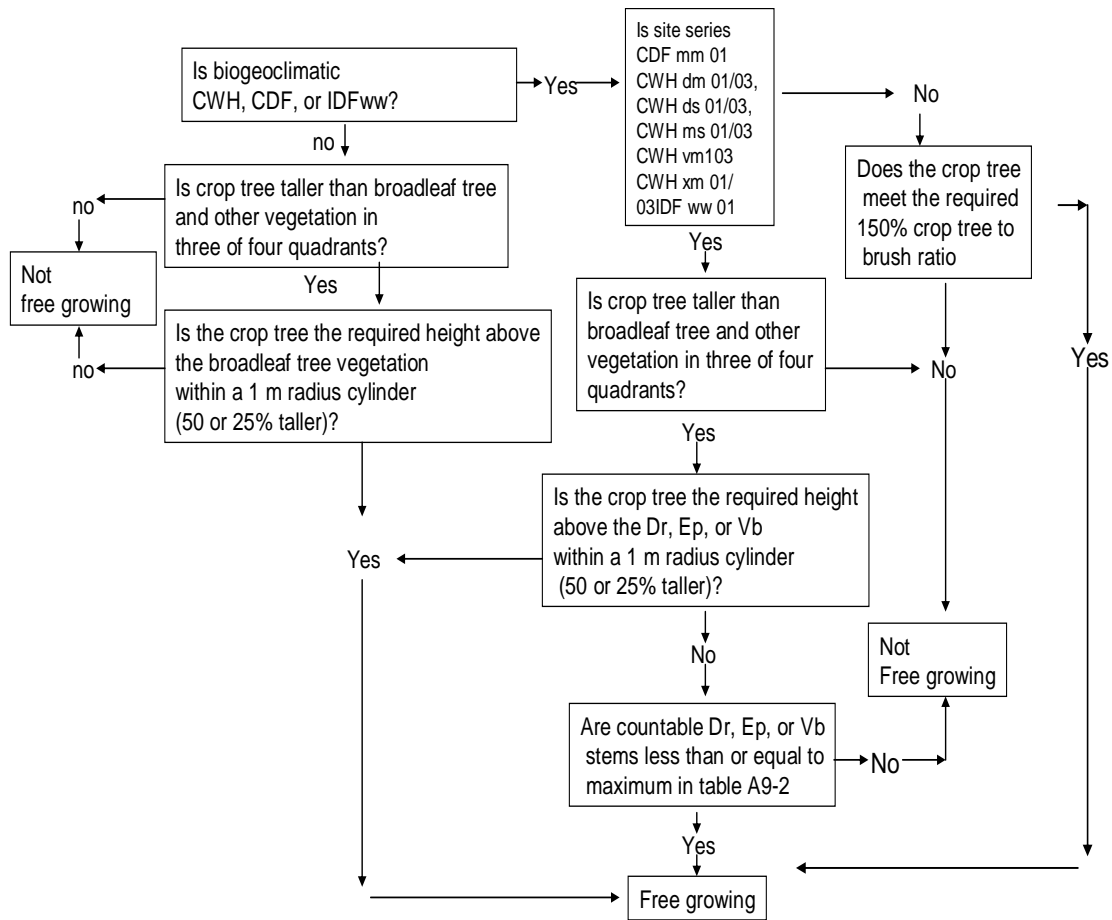 Is biogeoclimatic
CWH, CDF, or IDFww?
Yes
Is site series
CDF mm 01
CWH dm 01/03,
CWH ds 01/03,
CWH ms 01/03
CWH vm103
CWH xm 01/
03IDF ww 01
No
no
Is crop tree taller than broadleaf tree
and other vegetation in
three of four quadrants?
no
Does the crop tree
meet the required
150% crop tree to
brush ratio
Yes
Not
free growing
Yes
Is the crop tree the required height above
the broadleaf tree vegetation
within a 1 m radius cylinder
(50 or 25% taller)?
no
Is crop tree taller than
broadleaf tree and other
vegetation in three of four
quadrants?
No
Yes
Yes
Is the crop tree the required height
above the Dr, Ep, or Vb
within a 1 m radius cylinder
(50 or 25% taller)?
Yes
No
Not
Free growing
Are countable Dr, Ep, or Vb
stems less than or equal to
maximum in table A9-2
No
Yes
Free growing